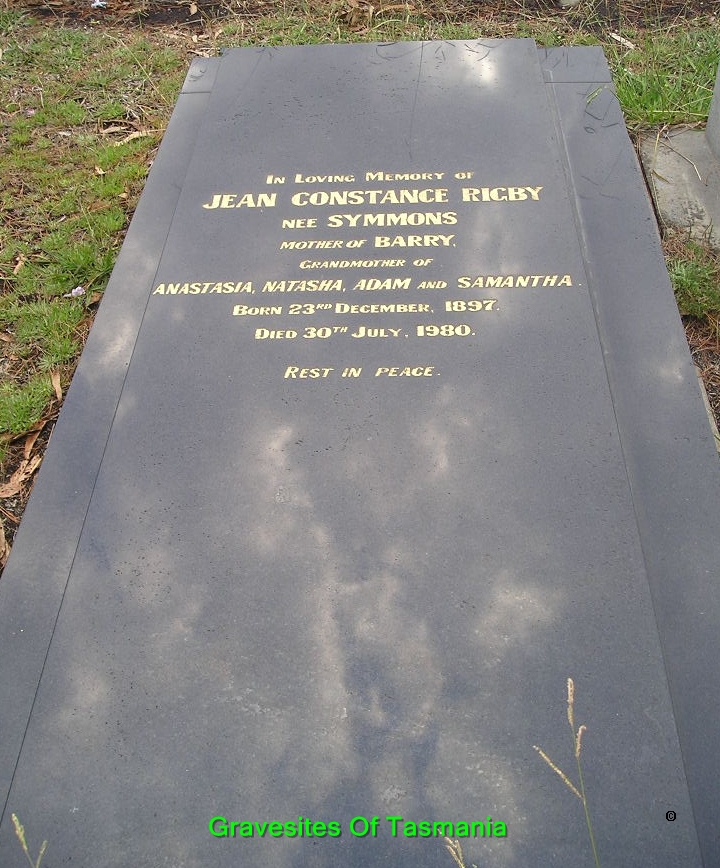 IN LOVING MEMORY OF
JEAN CONSTANCE RIGBY
NEE SYMMONS
MOTHER OF BARRY,
GRANDMOTHER OF
ANASTASIA, NATASHA, ADAM AND SAMANTHA.
BORN 23RD DECEMBER, 1897.
DIED 30TH JULY, 1980.
REST IN PEACE.
©
Gravesites Of Tasmania